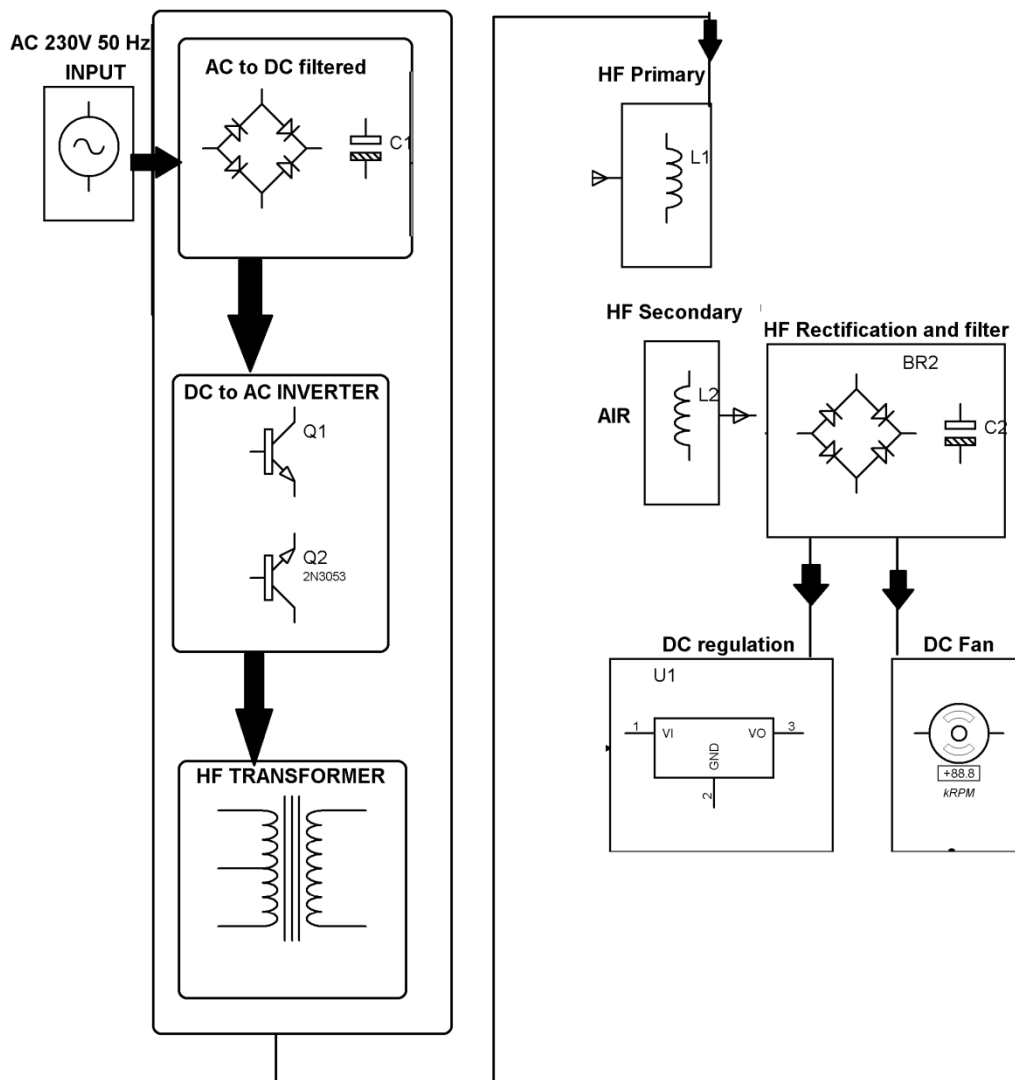 AC 230V 50 Hz
INPUT
AC to DC filtered
C1
DC to AC INVERTER
Q1
Q2
2N3053
HF TRANSFORMER
HF Primary
L1
HF Secondary
L2
AIR
HF Rectification and filter
BR2
C2
DC regulation
U1
1
VI
VO
3
GND
2
DC Fan
+88.8
kRPM